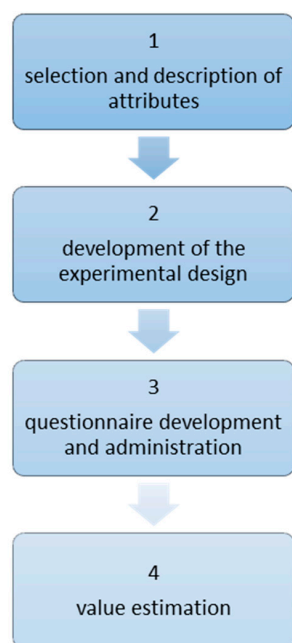 1
selection and description of
attributes
2
development of the
experimental design
3
questionnaire development
and administration
4
value estimation